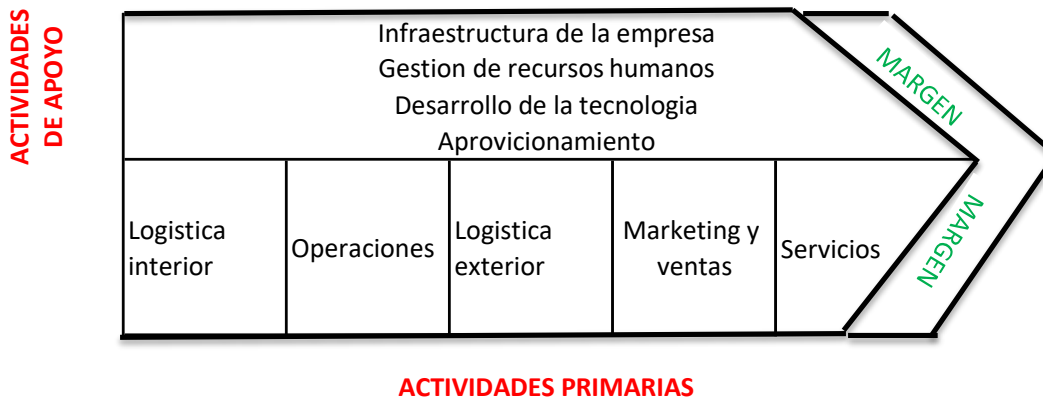 ACTIVIDADES
DE APOYO
Infraestructura de la empresa
Gestion de recursos humanos
Desarrollo de la tecnologia
Aprovicionamiento
MARGEN
Logistica
interior
Operaciones
Logistica
exterior
Marketing y
ventas
Servicios
MARGEN
ACTIVIDADES PRIMARIAS